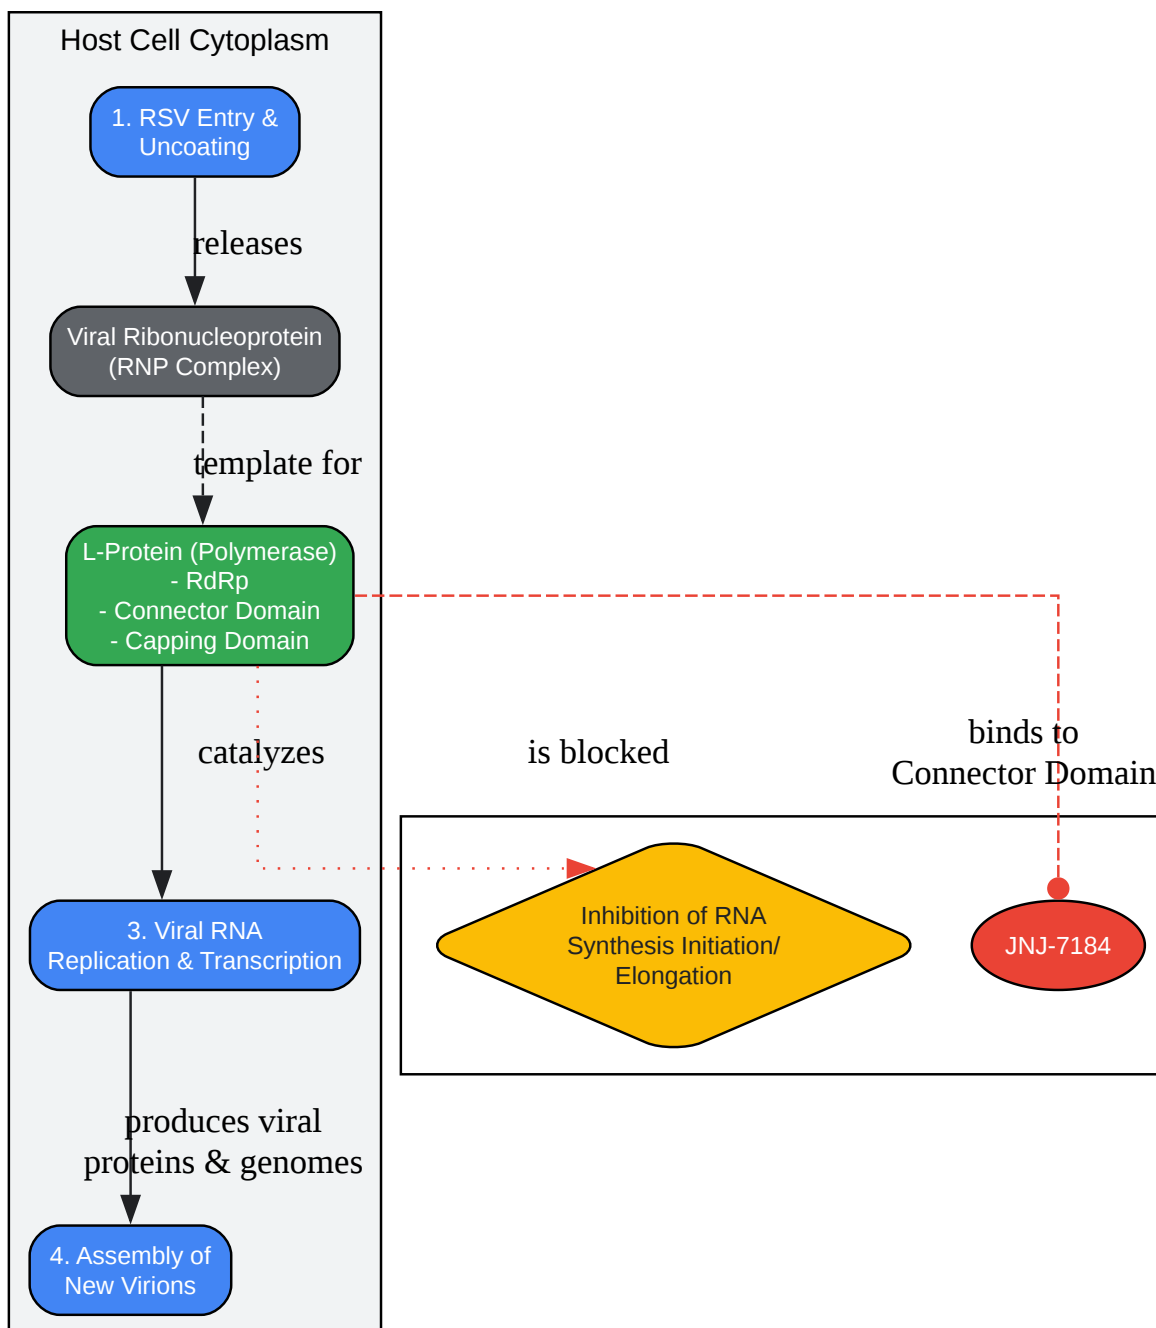 Host Cell Cytoplasm
1. RSV Entry &
Uncoating
releases
Viral Ribonucleoprotein
(RNP Complex)
template for
L-Protein (Polymerase)
- RdRp
- Connector Domain
- Capping Domain
catalyzes
is blocked
binds to
Connector Domain
3. Viral RNA
Replication & Transcription
Inhibition of RNA
Synthesis Initiation/
Elongation
JNJ-7184
produces viral
proteins & genomes
4. Assembly of
New Virions